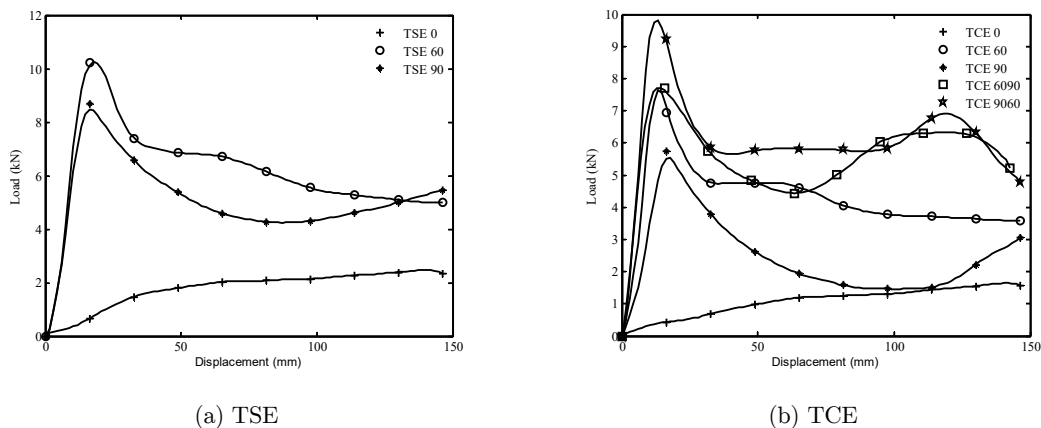 12
10
8
6
4
2
0
0
50
100
150
Load (kN)
Displacement (mm)
TSE 0
TSE 60
TSE 90
(a) TSE
10
9
8
7
6
5
4
3
2
1
0
0
50
100
150
Load (kN)
Displacement (mm)
TCE 0
TCE 60
TCE 90
TCE 6090
TCE 9060
(b) TCE